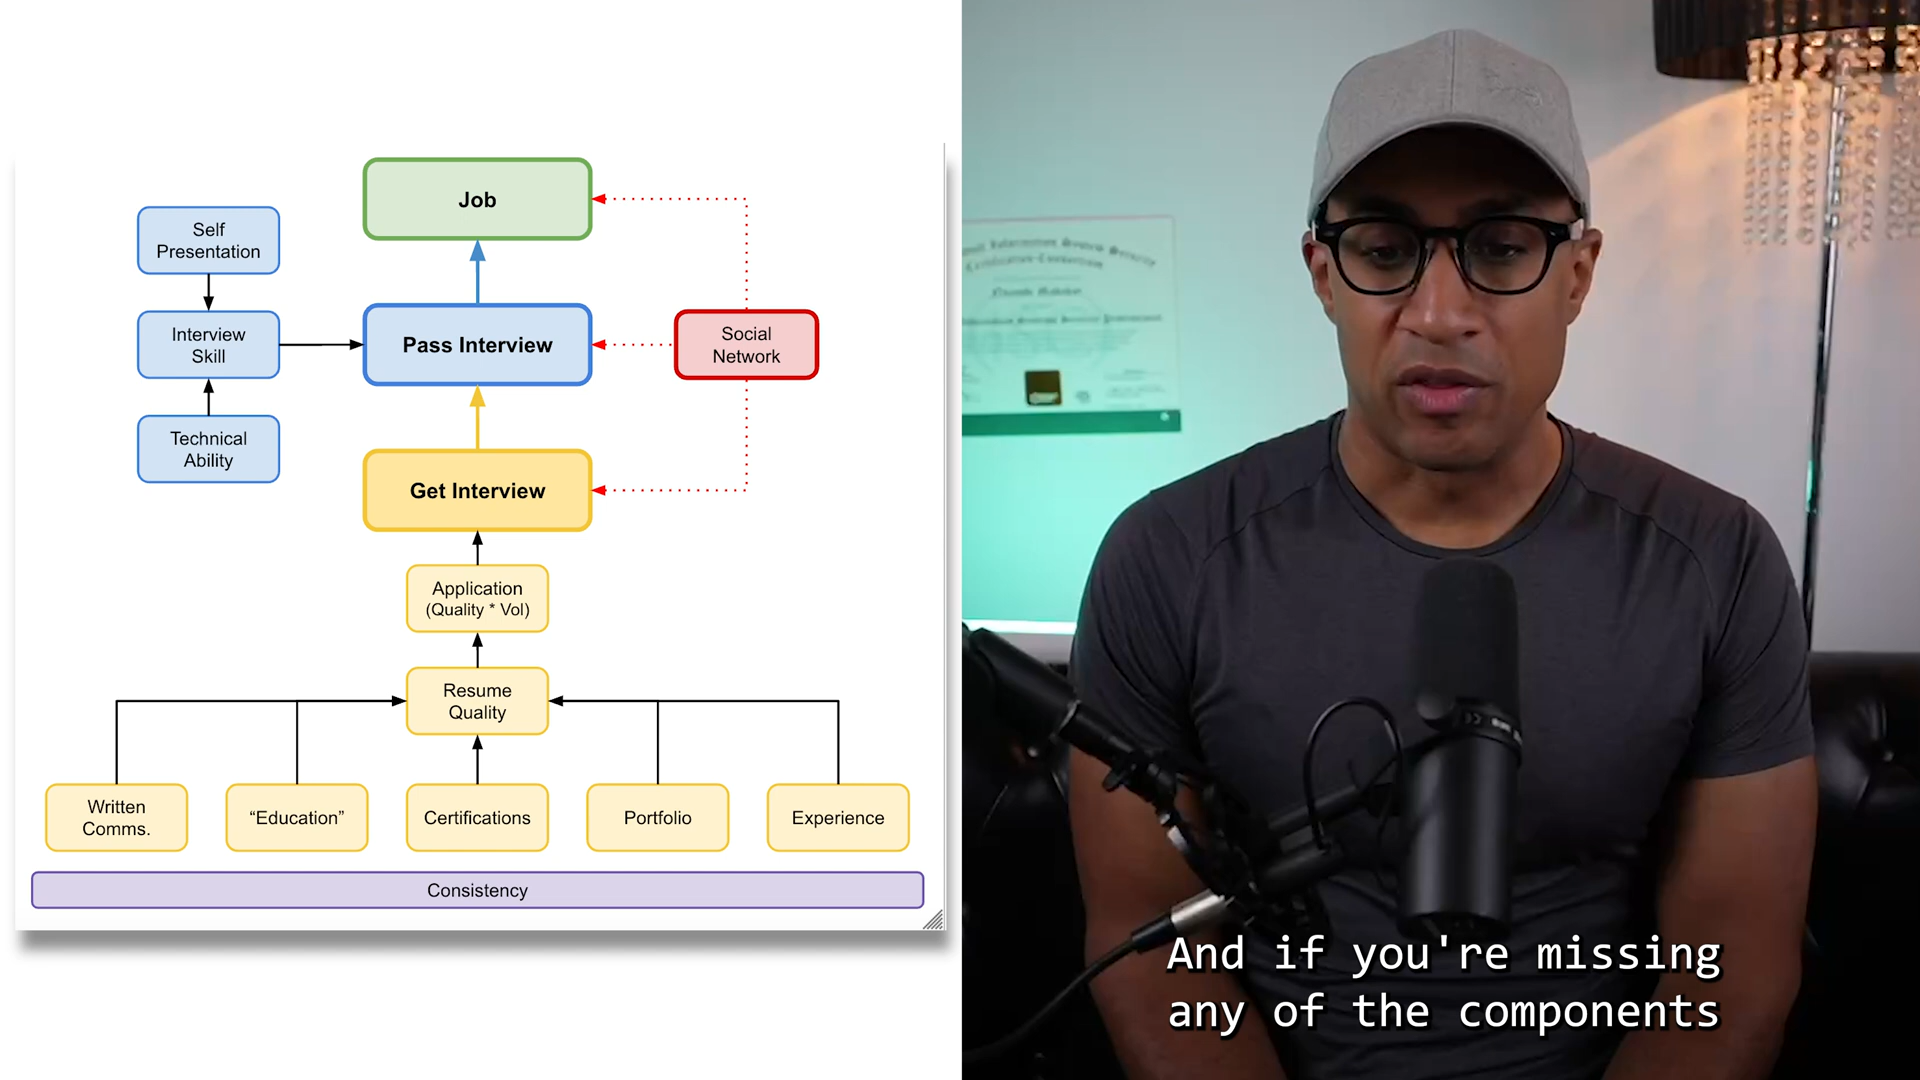 Job
Self
Presentation
Interview
Skill
Pass Interview
Social
Network
Technical
Ability
Get Interview
Application
(Quality * Vol)
Resume
Quality
Written
Comms.
“Education”
Certifications
Portfolio
Experience
Consistency
And if you're missing
any of the components